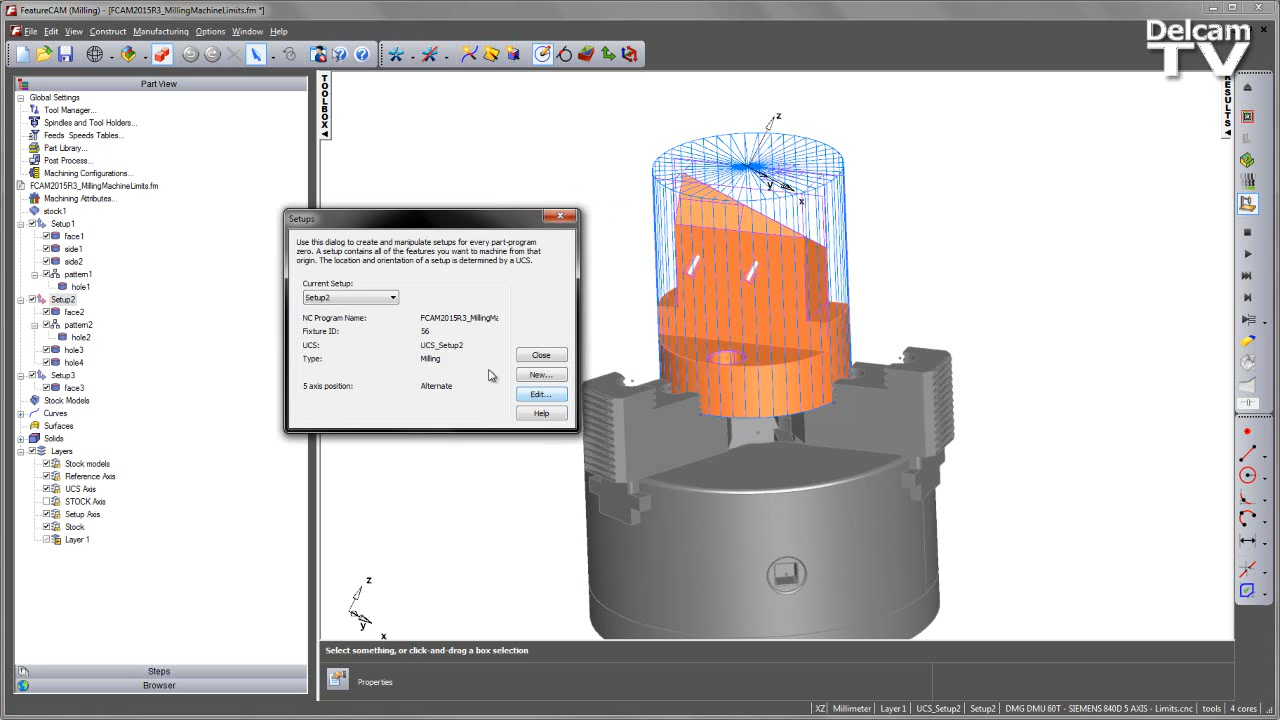 FeatureCAM (Milling) - [FCAM2015R3_MillingMachineLimits.fm *]
File Edit View Construct Manufacturing Options Window Help
Delcam
TV
Part View
Global Settings
Tool Manager...
Spindles and Tool Holders...
Feeds Speeds Tables...
Part Library...
Post Process...
Machining Configurations...
FCAM2015R3_MillingMachineLimits.fm
Machining Attributes...
stock1
Setup1
face1
side1
side2
pattern1
hole1
Setup2
face2
pattern2
hole2
hole3
hole4
Setup3
face3
Stock Models
Curves
Surfaces
Solids
Layers
Stock models
Reference Axis
UCS Axis
STOCK Axis
Setup Axis
Stock
Layer 1
Steps
Browser
TOOLBOX
RESULTS
Setups
Use this dialog to create and manipulate setups for every part-program
zero. A setup contains all of the features you want to machine from that
origin. The location and orientation of a setup is determined by a UCS.
Current Setup:
Setup2
NC Program Name: FCAM2015R3_MillingMa
Fixture ID: 56
UCS: UCS_Setup2
Type: Milling
5 axis position: Alternate
Close
New...
Edit...
Help
z
y
x
z
y
x
Select something, or click-and-drag a box selection
Properties
XZ Millimeter Layer1 UCS_Setup2 Setup2 DMG DMU 60T - SIEMENS 840D 5 AXIS - Limits.cnc tools 4 cores